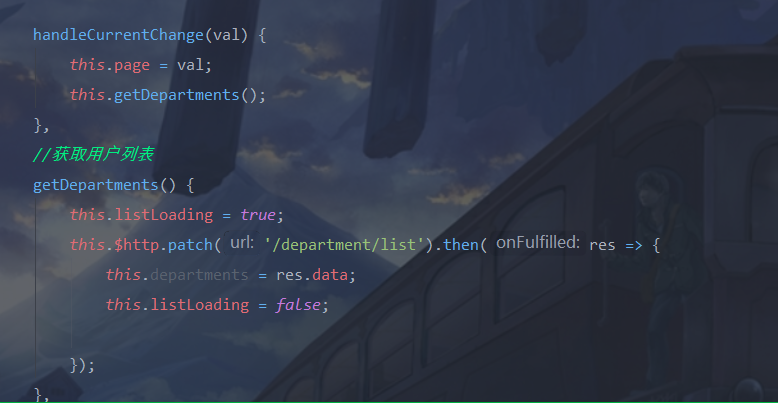 handleCurrentChange(val) {
this.page = val;
this.getDepartments();
},
//获取用户列表
getDepartments() {
this.listLoading = true;
this.$http.patch( url: '/department/list').then( onFulfilled: res => {
this.departments = res.data;
this.listLoading = false;
});
},